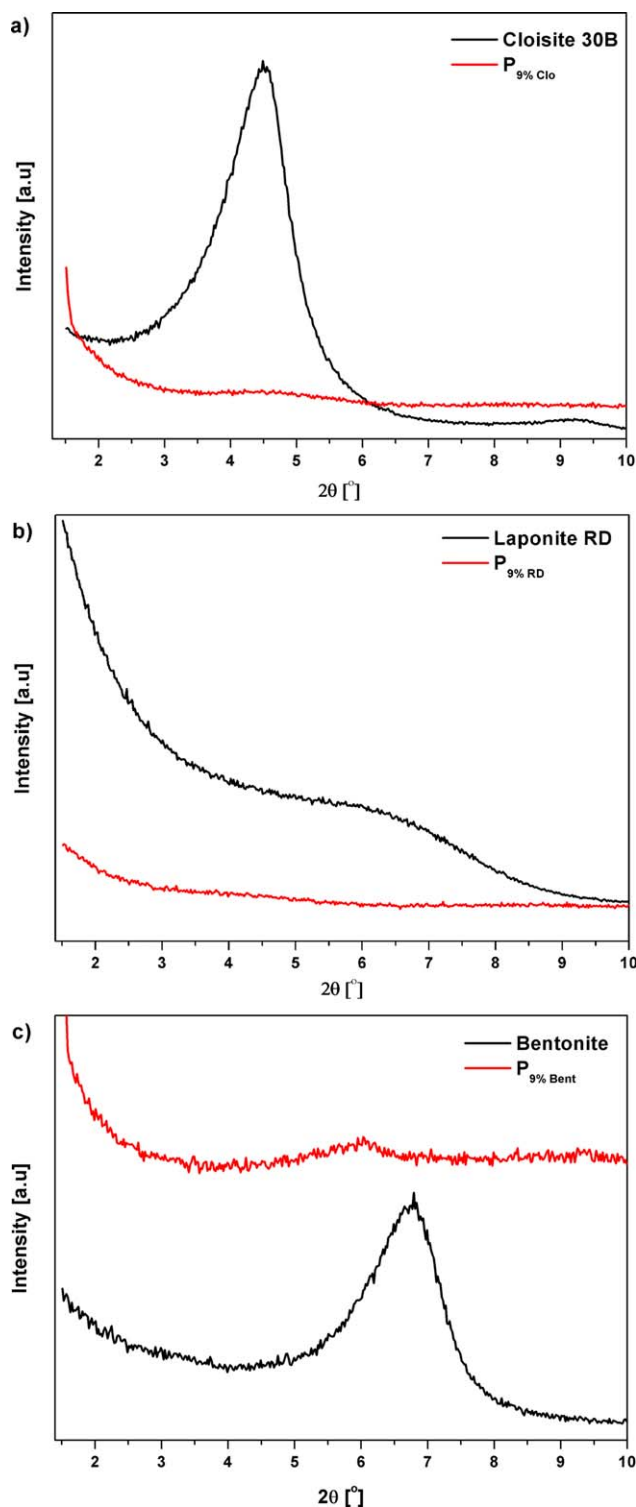 a)
Cloisite 30B
P9% Clo
Intensity [a.u]
2 3 4 5 6 7 8 9 10
2θ [°]
b)
Laponite RD
P9% RD
Intensity [a.u]
2 3 4 5 6 7 8 9 10
2θ [°]
c)
Bentonite
P9% Bent
Intensity [a.u]
2 3 4 5 6 7 8 9 10
2θ [°]